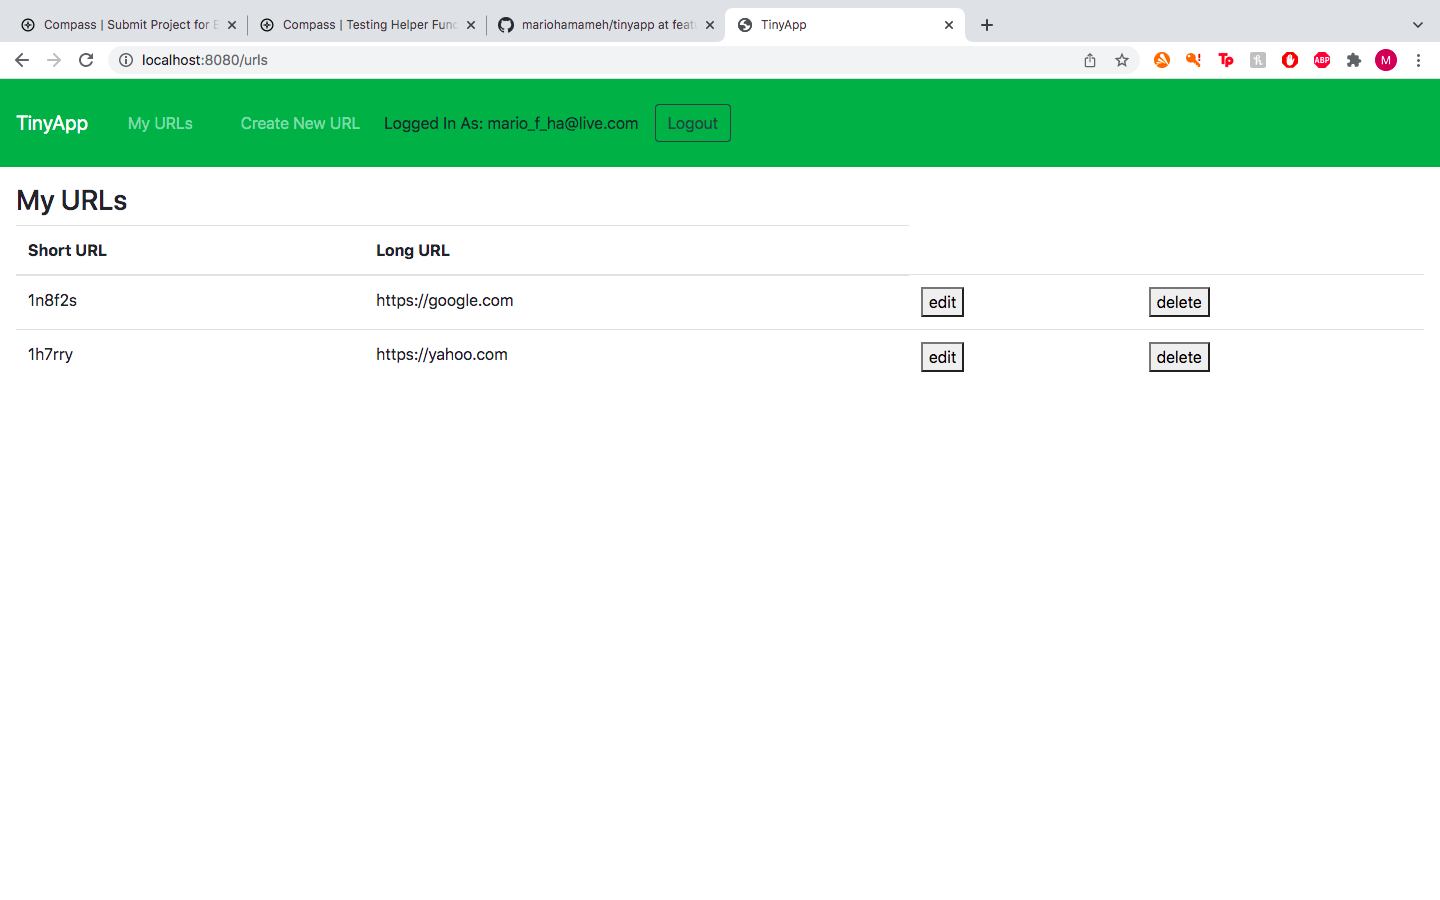 Compass | Submit Project for E
Compass | Testing Helper Func
mariohamameh/tinyapp at feat
TinyApp
localhost:8080/urls
Tp
ABP
M
TinyApp My URLs Create New URL Logged In As: mario_f_ha@live.com Logout
My URLs
Short URL Long URL
1n8f2s https://google.com edit delete
1h7rry https://yahoo.com edit delete